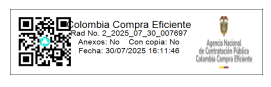 Colombia Compra Eficiente
Rad No. 2_2025_07_30_007697
Anexos: No Con copia: No
Fecha: 30/07/2025 16:11:46
Agencia Nacional
de Contratación Pública
Colombia Compra Eficiente